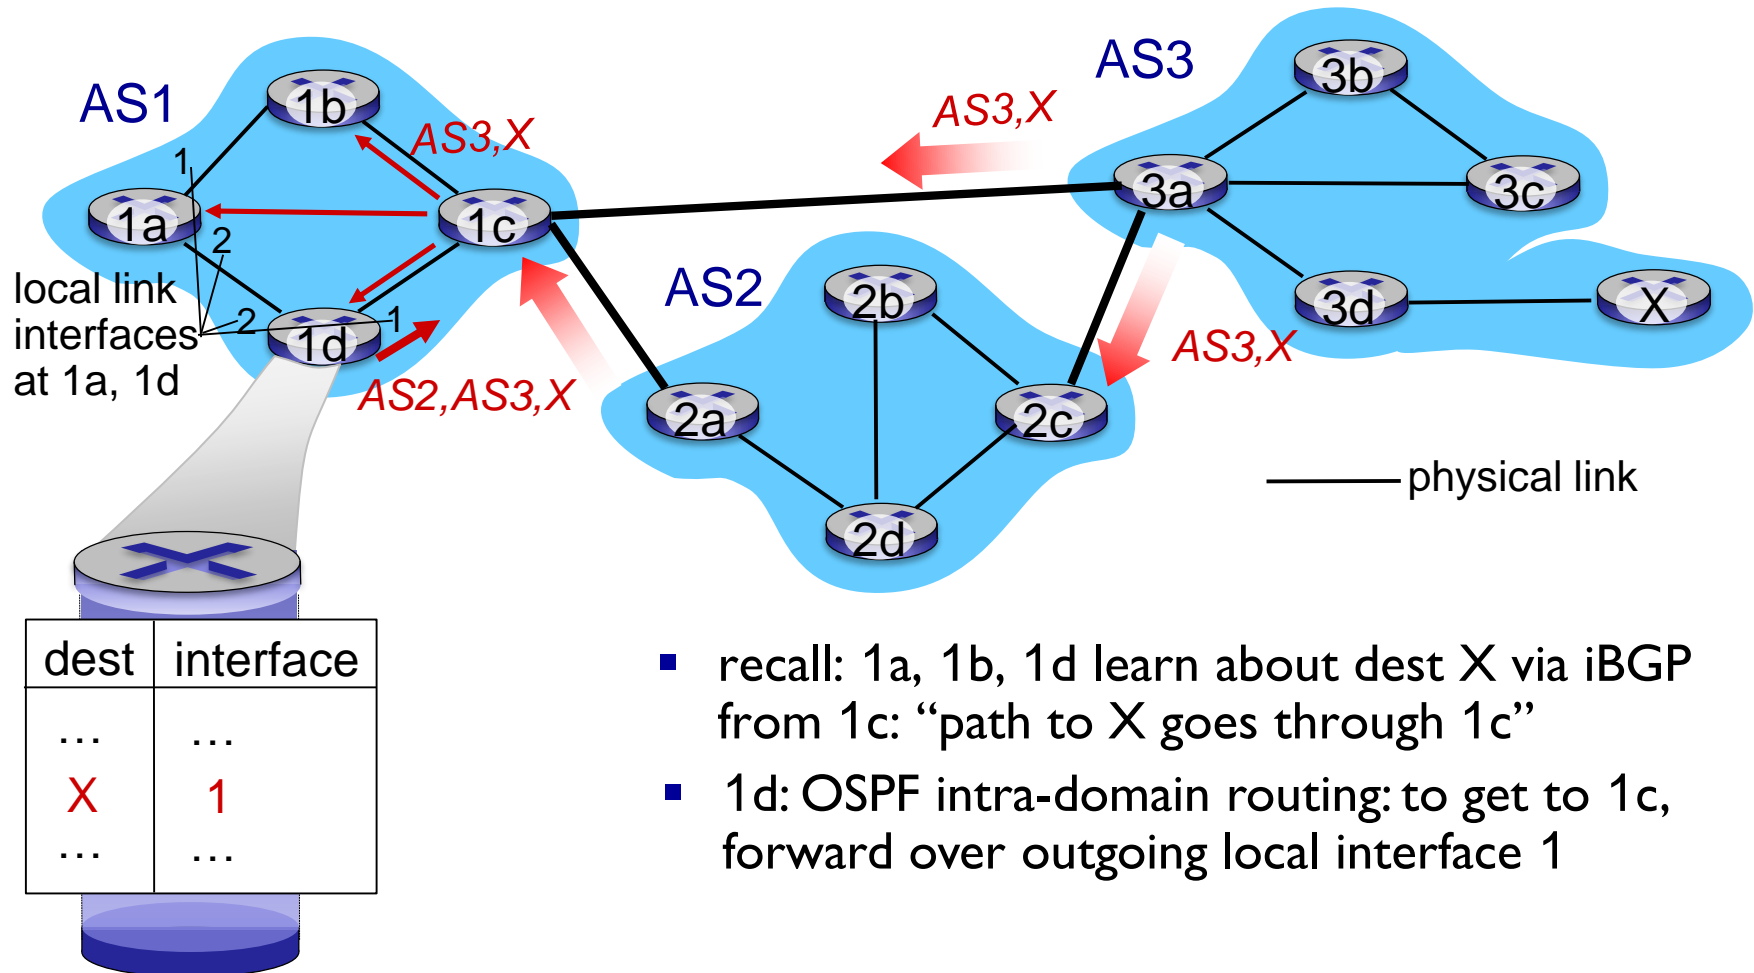 AS1
1b
AS3,X
1
1a
1c
2
local link
interfaces
at 1a, 1d
2
1
1d
AS2,AS3,X
AS3,X
AS3
3b
3a
3c
3d
X
AS3,X
AS2
2b
2a
2c
2d
physical link
dest interface
... ...
X 1
... ...
▪ recall: 1a, 1b, 1d learn about dest X via iBGP
from 1c: “path to X goes through 1c”
▪ 1d: OSPF intra-domain routing: to get to 1c,
forward over outgoing local interface 1